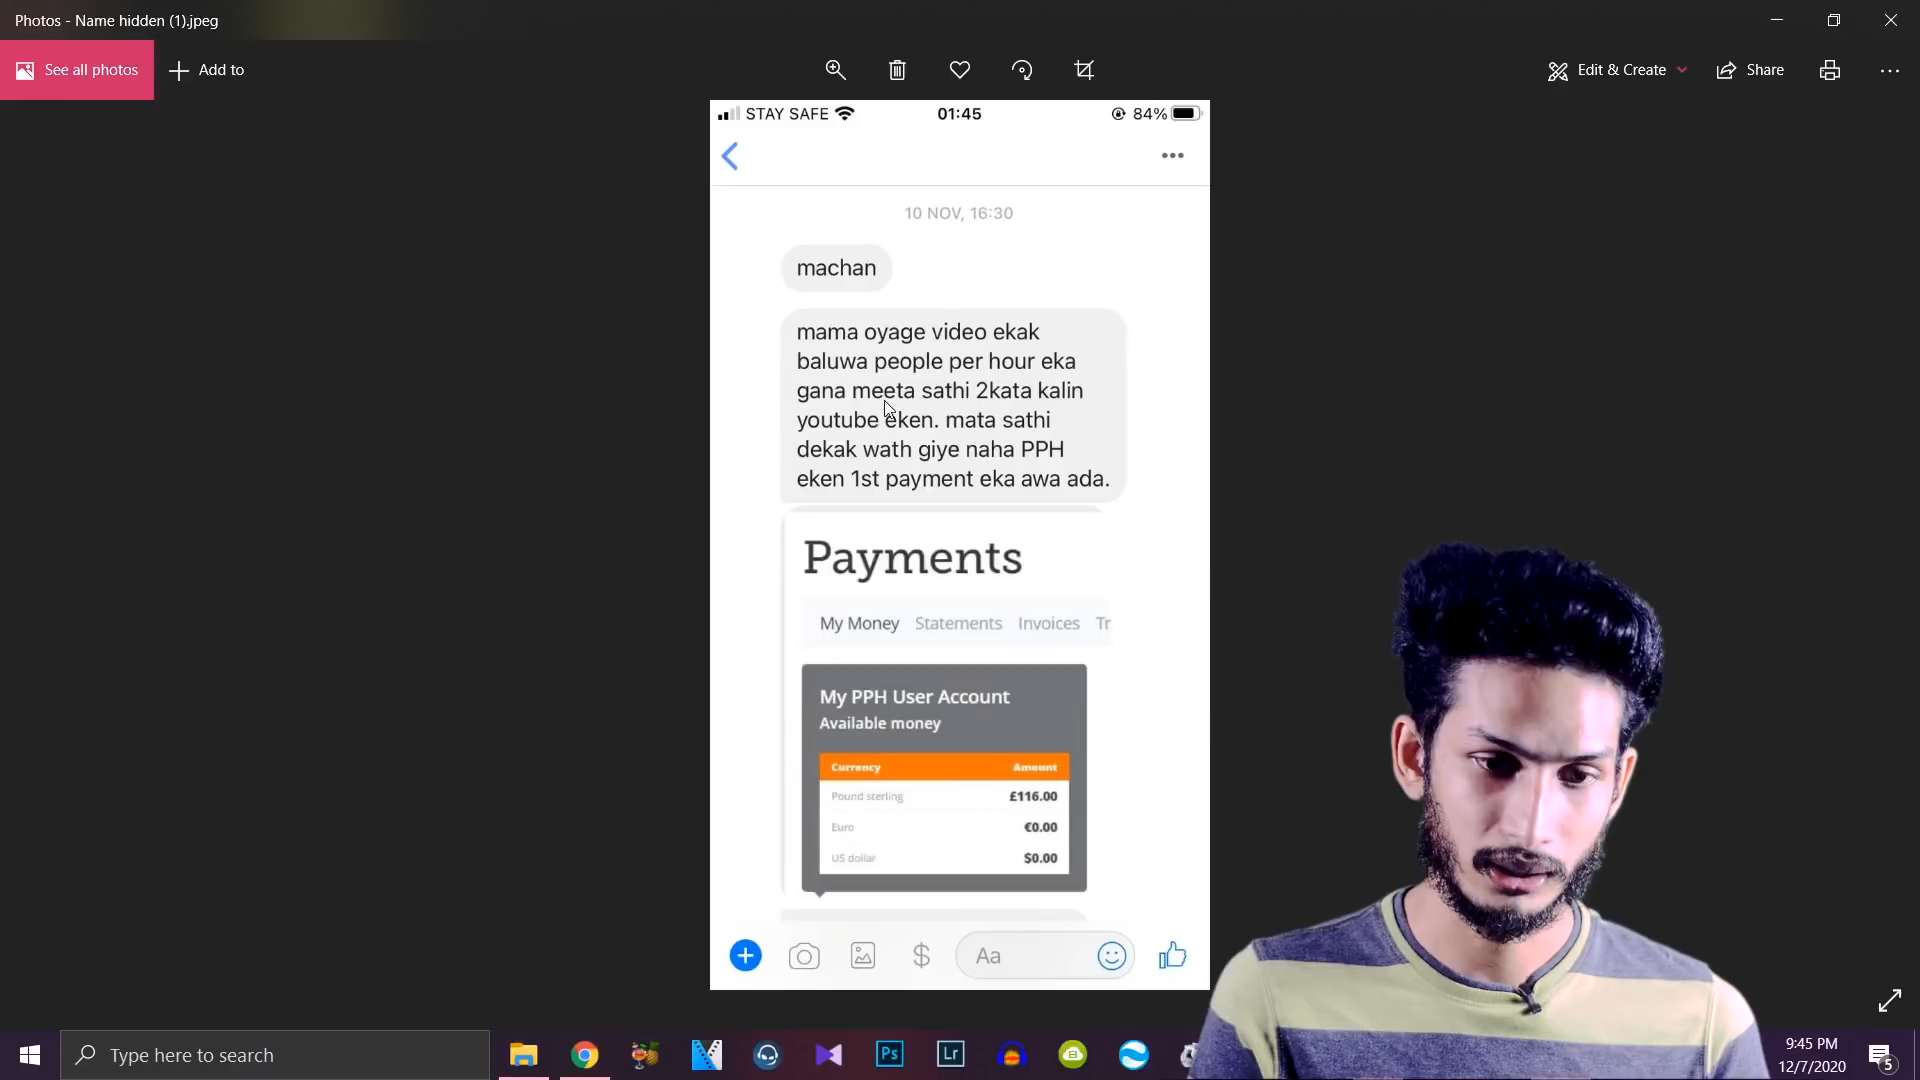 Photos - Name hidden (1).jpeg
See all photos
Add to
Edit & Create
Share
STAY SAFE
01:45
84%
10 NOV, 16:30
machan
mama oyage video ekak
baluwa people per hour eka
gana meeta sathi 2kata kalin
youtube eken. mata sathi
dekak wath giye naha PPH
eken 1st payment eka awa ada.
Payments
My Money Statements Invoices Tr
My PPH User Account
Available money
Currency Amount
Pound sterling £116.00
Euro €0.00
US dollar $0.00
$
Aa
Type here to search
Ps
Lr
9:45 PM
12/7/2020
5